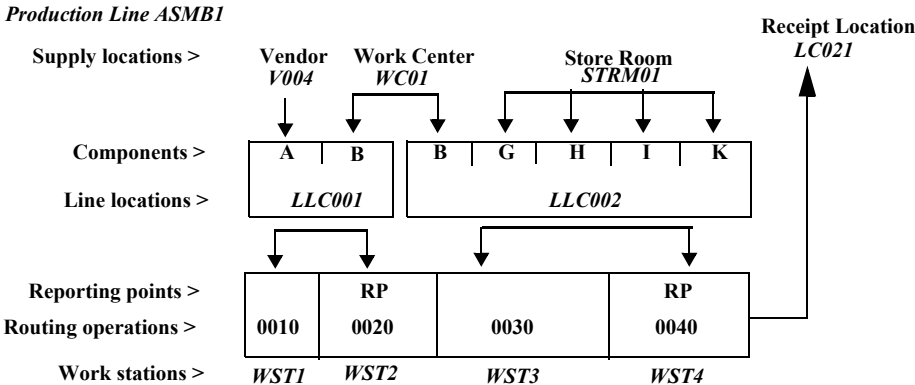 Production Line ASMB1
Receipt Location
LC021
Supply locations > Vendor Work Center Store Room
V004 WC01 STRM01
Components > A B B G H I K
Line locations > LLC001 LLC002
Reporting points > RP RP
Routing operations > 0010 0020 0030 0040
Work stations > WST1 WST2 WST3 WST4